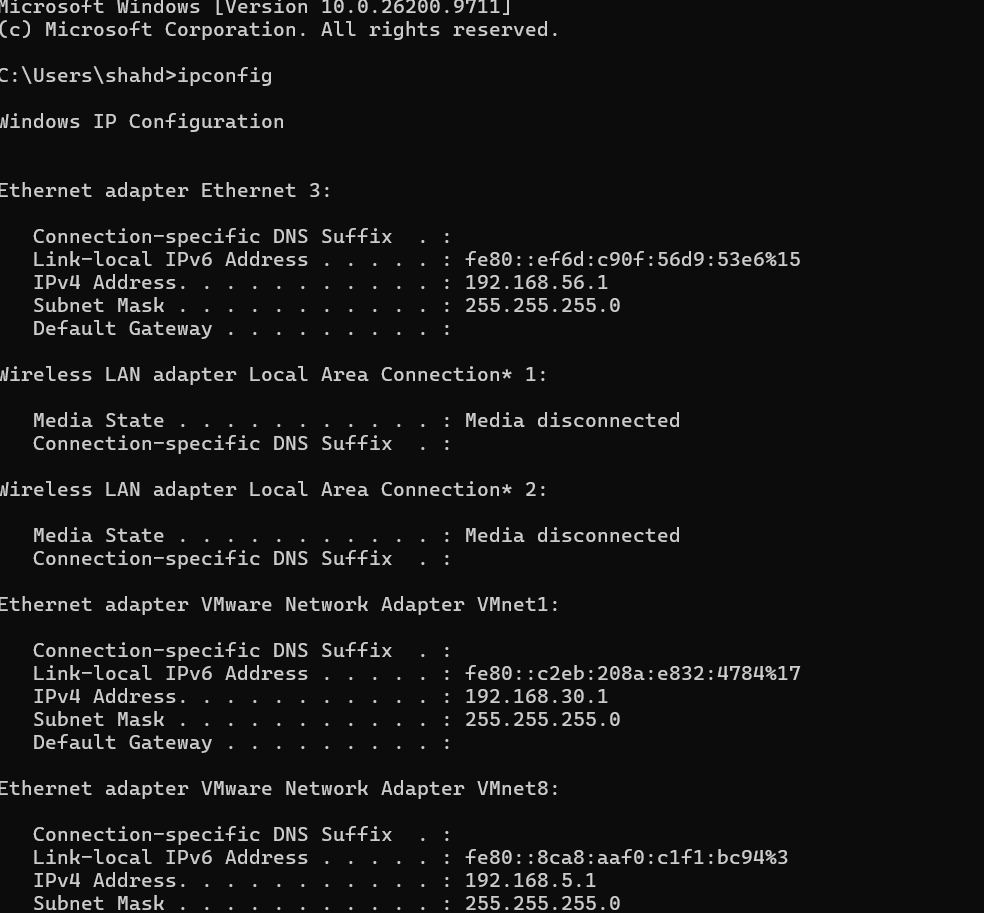 Microsoft Windows [Version 10.0.26200.9711]
(c) Microsoft Corporation. All rights reserved.
C:\Users\shahd>ipconfig
Windows IP Configuration
Ethernet adapter Ethernet 3:
Connection-specific DNS Suffix  . :
Link-local IPv6 Address . . . . . : fe80::ef6d:c90f:56d9:53e6%15
IPv4 Address. . . . . . . . . . . : 192.168.56.1
Subnet Mask . . . . . . . . . . . : 255.255.255.0
Default Gateway . . . . . . . . . :
Wireless LAN adapter Local Area Connection* 1:
Media State . . . . . . . . . . . : Media disconnected
Connection-specific DNS Suffix  . :
Wireless LAN adapter Local Area Connection* 2:
Media State . . . . . . . . . . . : Media disconnected
Connection-specific DNS Suffix  . :
Ethernet adapter VMware Network Adapter VMnet1:
Connection-specific DNS Suffix  . :
Link-local IPv6 Address . . . . . : fe80::c2eb:208a:e832:4784%17
IPv4 Address. . . . . . . . . . . : 192.168.30.1
Subnet Mask . . . . . . . . . . . : 255.255.255.0
Default Gateway . . . . . . . . . :
Ethernet adapter VMware Network Adapter VMnet8:
Connection-specific DNS Suffix  . :
Link-local IPv6 Address . . . . . : fe80::8ca8:aaf0:c1f1:bc94%3
IPv4 Address. . . . . . . . . . . : 192.168.5.1
Subnet Mask . . . . . . . . . . . : 255.255.255.0